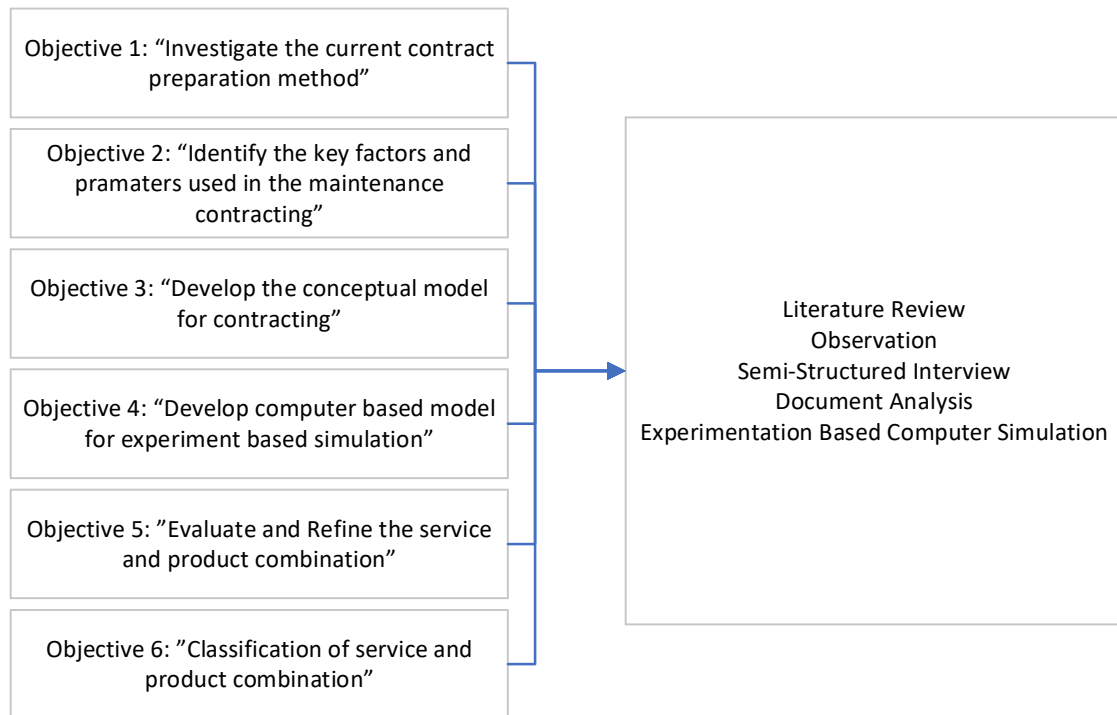 Objective 1: “Investigate the current contract
preparation method”
Objective 2: “Identify the key factors and
pramaters used in the maintenance
contracting”
Objective 3: “Develop the conceptual model
for contracting”
Objective 4: “Develop computer based model
for experiment based simulation”
Objective 5: ”Evaluate and Refine the service
and product combination”
Objective 6: ”Classification of service and
product combination”
Literature Review
Observation
Semi-Structured Interview
Document Analysis
Experimentation Based Computer Simulation